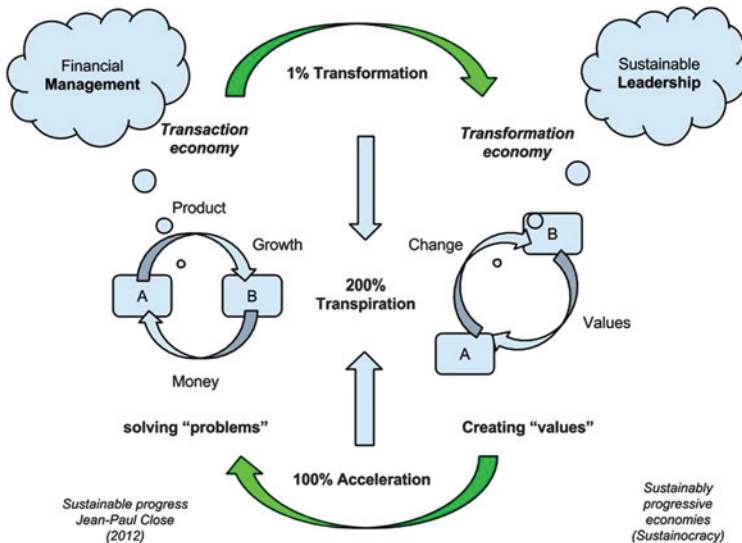 Financial
Management
1% Transformation
Sustainable
Leadership
Transaction
economy
Transformation
economy
Product
Growth
A
B
Money
200%
Transpiration
Change
B
Values
A
solving “problems”
Creating “values”
100% Acceleration
Sustainable progress
Jean-Paul Close
(2012)
Sustainably
progressive
economies
(Sustainocracy)